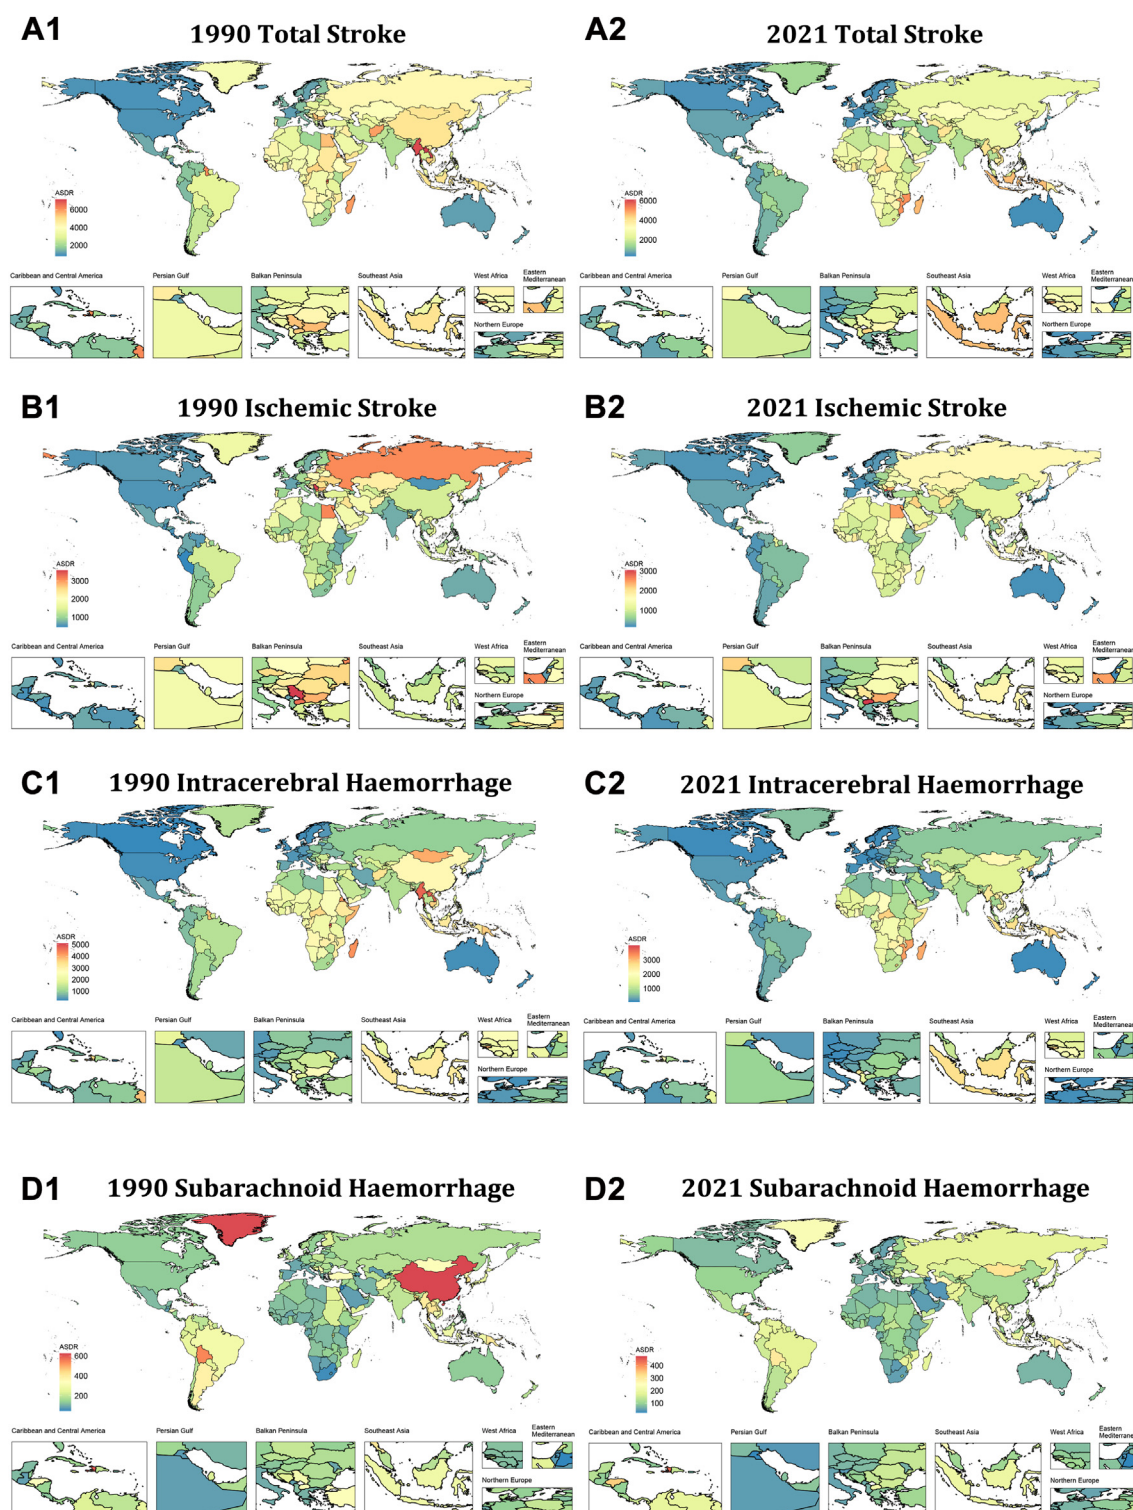 A1 1990 Total Stroke
ASDR
6000
4000
2000
Caribbean and Central America
Persian Gulf
Balkan Peninsula
Southeast Asia
West Africa
Eastern
Mediterranean
Northern Europe
A2 2021 Total Stroke
ASDR
6000
4000
2000
Caribbean and Central America
Persian Gulf
Balkan Peninsula
Southeast Asia
West Africa
Eastern
Mediterranean
Northern Europe
B1 1990 Ischemic Stroke
ASDR
3000
2000
1000
Caribbean and Central America
Persian Gulf
Balkan Peninsula
Southeast Asia
West Africa
Eastern
Mediterranean
Northern Europe
B2 2021 Ischemic Stroke
ASDR
3000
2000
1000
Caribbean and Central America
Persian Gulf
Balkan Peninsula
Southeast Asia
West Africa
Eastern
Mediterranean
Northern Europe
C1 1990 Intracerebral Haemorrhage
ASDR
5000
4000
3000
2000
1000
Caribbean and Central America
Persian Gulf
Balkan Peninsula
Southeast Asia
West Africa
Eastern
Mediterranean
Northern Europe
C2 2021 Intracerebral Haemorrhage
ASDR
3000
2000
1000
Caribbean and Central America
Persian Gulf
Balkan Peninsula
Southeast Asia
West Africa
Eastern
Mediterranean
Northern Europe
D1 1990 Subarachnoid Haemorrhage
ASDR
600
400
200
Caribbean and Central America
Persian Gulf
Balkan Peninsula
Southeast Asia
West Africa
Eastern
Mediterranean
Northern Europe
D2 2021 Subarachnoid Haemorrhage
ASDR
400
300
200
100
Caribbean and Central America
Persian Gulf
Balkan Peninsula
Southeast Asia
West Africa
Eastern
Mediterranean
Northern Europe